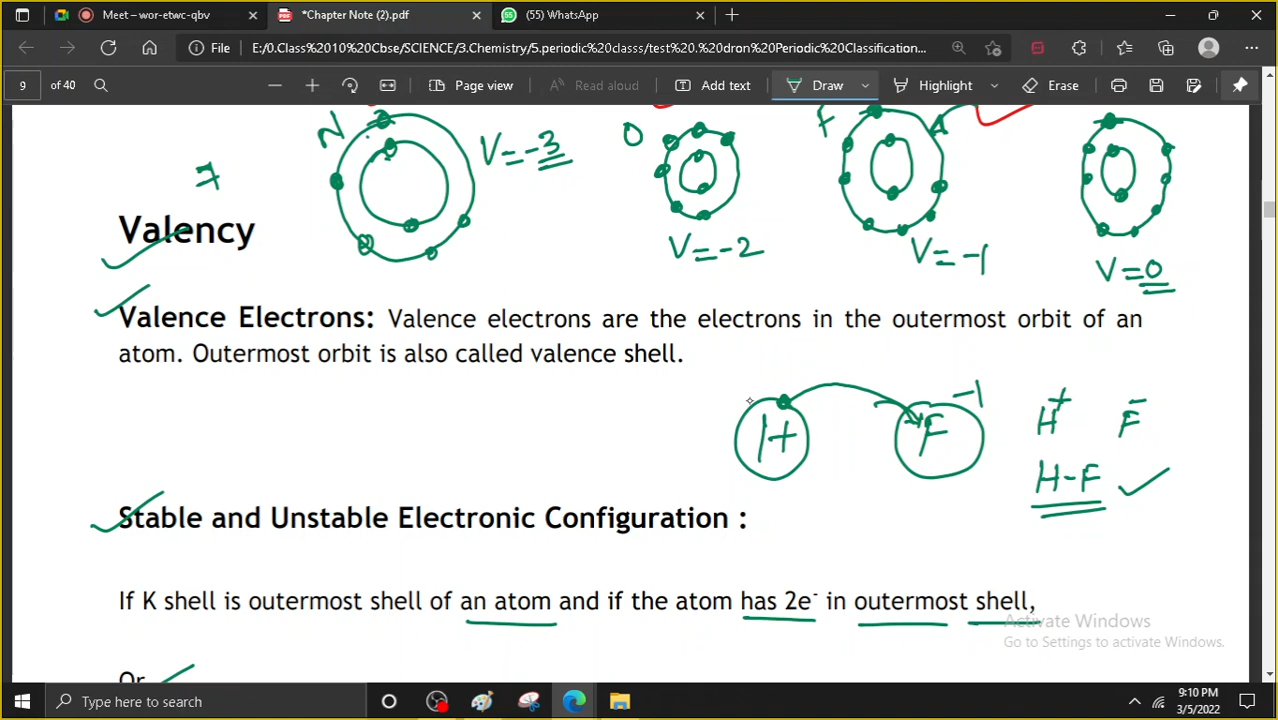 Meet – wor-etwc-qbv
*Chapter Note (2).pdf
(55) WhatsApp
File
E:/0.Class%2010%20Cbse/SCIENCE/3.Chemistry/5.periodic%20classs/test%20.%20dron%20Periodic%20Classification...
9 of 40
Page view
Read aloud
Add text
Draw
Highlight
Erase
N
V=-3
O
F
7
Valency
V=-2
V=-1
V=0
Valence Electrons: Valence electrons are the electrons in the outermost orbit of an
atom. Outermost orbit is also called valence shell.
H
F
-1
H+ F-
H-F
Stable and Unstable Electronic Configuration :
If K shell is outermost shell of an atom and if the atom has 2e- in outermost shell,
Activate Windows
Go to Settings to activate Windows.
Or
Type here to search
9:10 PM
3/5/2022